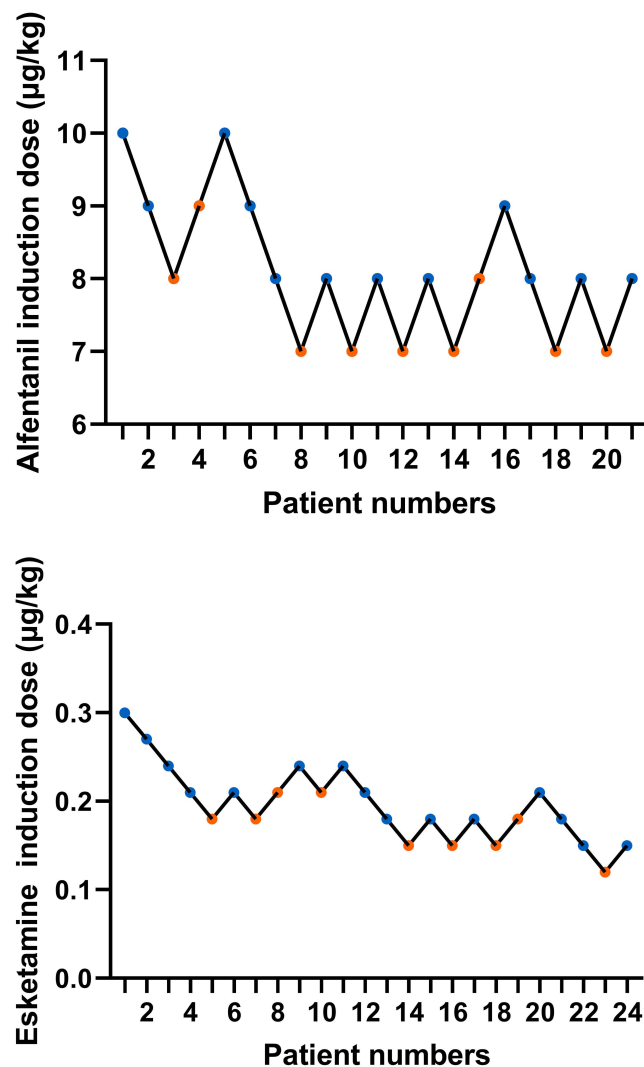 Alfentanil induction dose (µg/kg)
11
10
9
8
7
6
2 4 6 8 10 12 14 16 18 20
Patient numbers
Esketamine induction dose (µg/kg)
0.4
0.3
0.2
0.1
0.0
2 4 6 8 10 12 14 16 18 20 22 24
Patient numbers